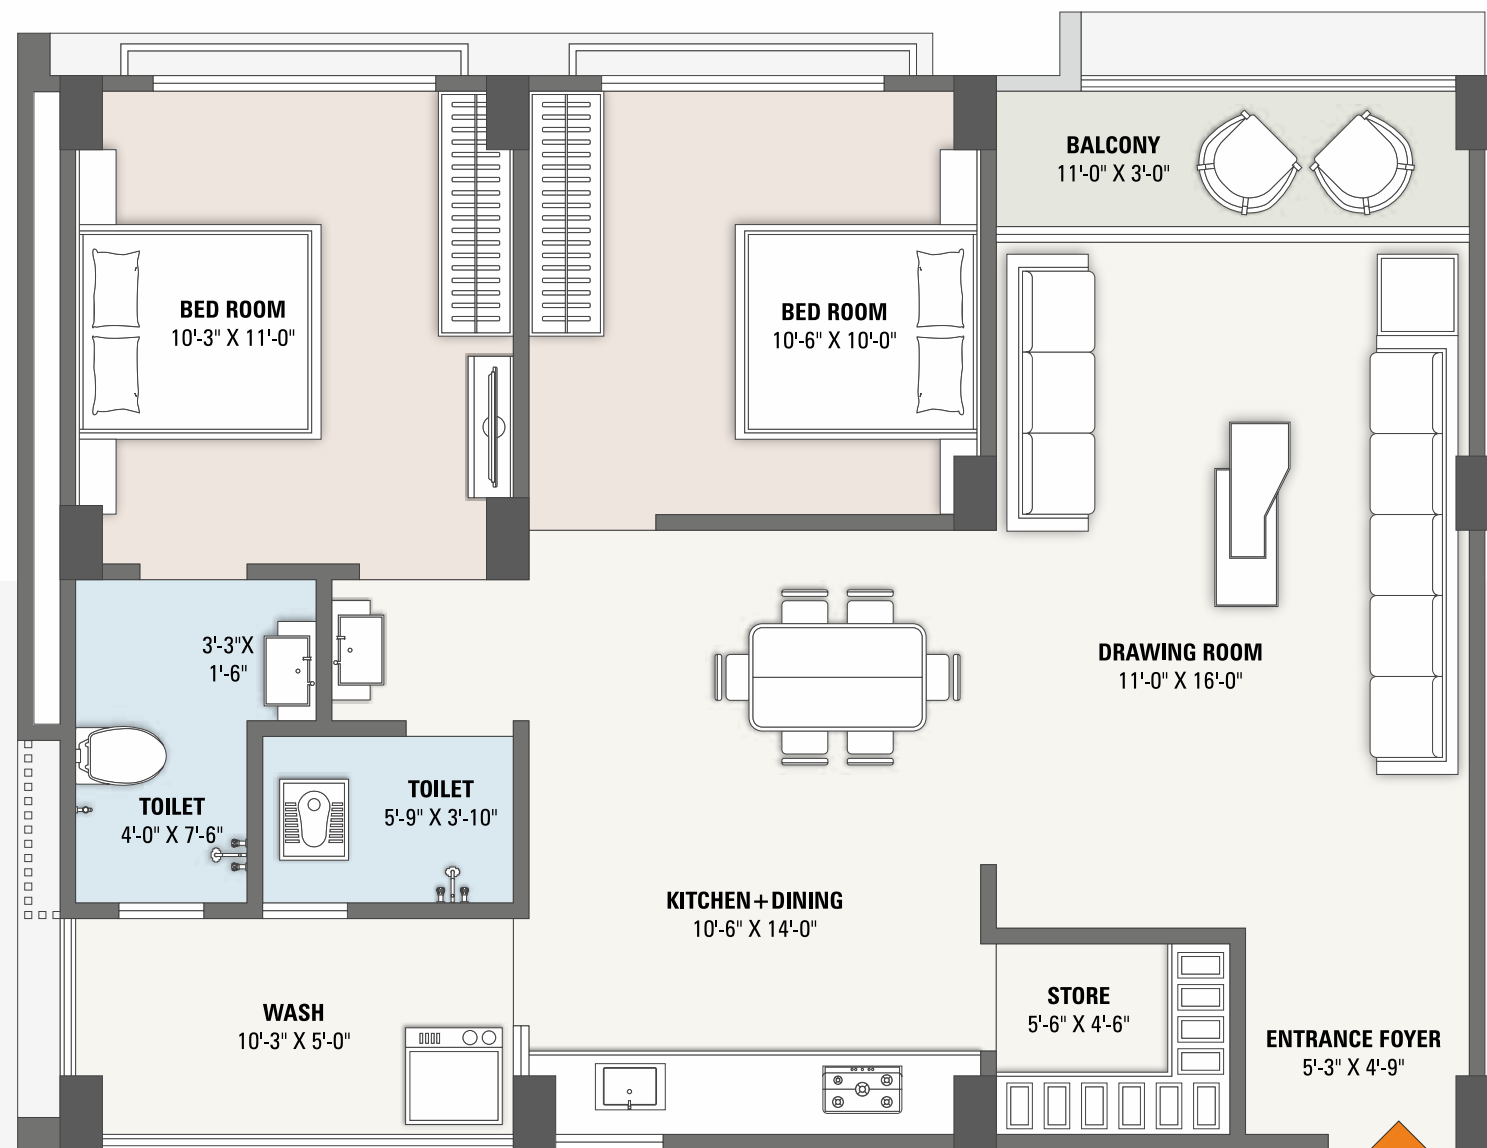 BALCONY
11'-0" X 3'-0"
BED ROOM
10'-3" X 11'-0"
BED ROOM
10'-6" X 10'-0"
3'-3"X
1'-6"
DRAWING ROOM
11'-0" X 16'-0"
TOILET
4'-0" X 7'-6"
TOILET
5'-9" X 3'-10"
KITCHEN+DINING
10'-6" X 14'-0"
WASH
10'-3" X 5'-0"
STORE
5'-6" X 4'-6"
ENTRANCE FOYER
5'-3" X 4'-9"